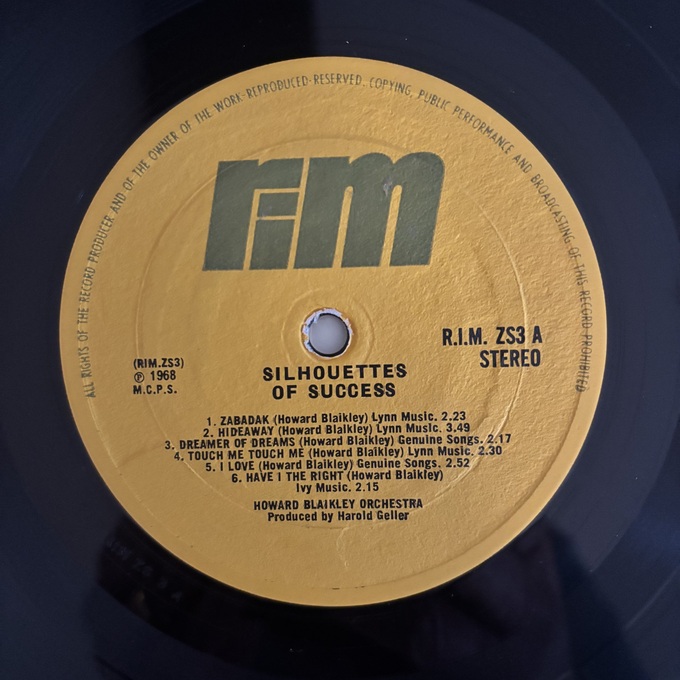 ALL RIGHTS OF THE RECORD PRODUCER AND OF THE OWNER OF THE WORK-REPRODUCED-RESERVED. COPYING, PUBLIC PERFORMANCE AND BROADCASTING OF THIS RECORD PROHIBITED
rim
R.I.M. ZS3 A
STEREO
(RIM.ZS3)
℗ 1968
M.C.P.S.
SILHOUETTES
OF SUCCESS
1. ZABADAK (Howard Blaikley) Lynn Music. 2.23
2. HIDEAWAY (Howard Blaikley) Lynn Music. 3.49
3. DREAMER OF DREAMS (Howard Blaikley) Genuine Songs. 2.17
4. TOUCH ME TOUCH ME (Howard Blaikley) Lynn Music. 2.30
5. I LOVE (Howard Blaikley) Genuine Songs. 2.52
6. HAVE I THE RIGHT (Howard Blaikley)
Ivy Music. 2.15
HOWARD BLAIKLEY ORCHESTRA
Produced by Harold Geller